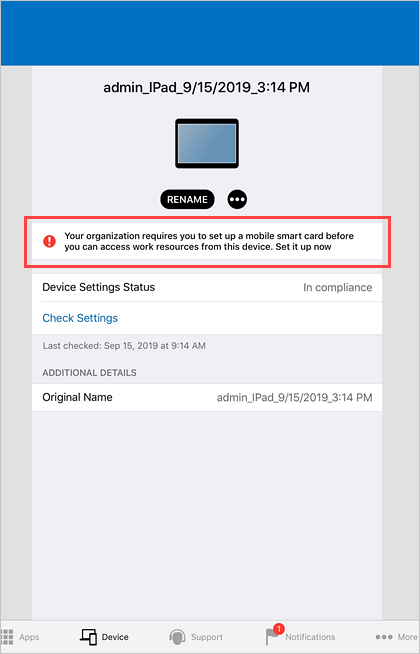 admin_IPad_9/15/2019_3:14 PM
RENAME
Your organization requires you to set up a mobile smart card before
you can access work resources from this device. Set it up now
Device Settings Status In compliance
Check Settings
Last checked: Sep 15, 2019 at 9:14 AM
ADDITIONAL DETAILS
Original Name admin_IPad_9/15/2019_3:14 PM
1
Apps Device Support Notifications More